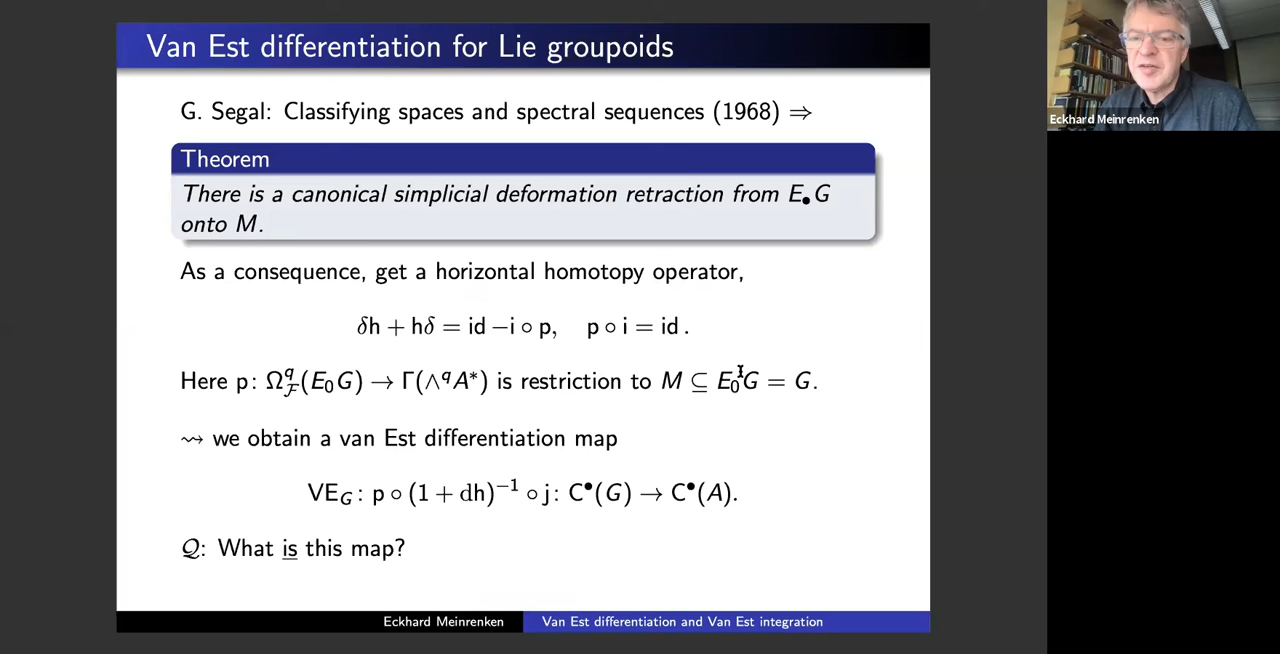 Van Est differentiation for Lie groupoids
G. Segal: Classifying spaces and spectral sequences (1968) ⇒
Theorem
There is a canonical simplicial deformation retraction from E•G
onto M.
As a consequence, get a horizontal homotopy operator,
δh + hδ = id −i ∘ p,   p ∘ i = id .
Here p: Ω^q_F(E₀G) → Γ(∧^q A*) is restriction to M ⊆ E₀G = G.
⇝ we obtain a van Est differentiation map
VE_G : p ∘ (1 + dh)⁻¹ ∘ j : C•(G) → C•(A).
Q: What is this map?
Eckhard Meinrenken
Van Est differentiation and Van Est integration
Eckhard Meinrenken